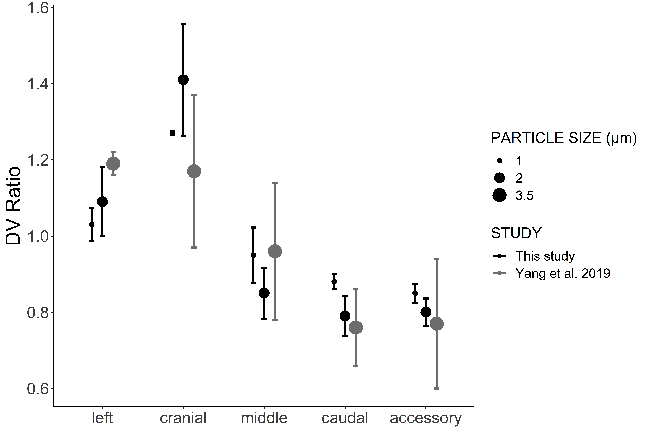 1.6
1.4
1.2
1.0
0.8
0.6
DV Ratio
left cranial middle caudal accessory
PARTICLE SIZE (μm)
1
2
3.5
STUDY
This study
Yang et al. 2019